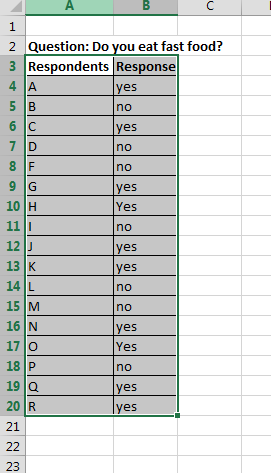 A B C
1
2 Question: Do you eat fast food?
3 Respondents Response
4 A yes
5 B no
6 C yes
7 D no
8 F no
9 G yes
10 H Yes
11 I no
12 J yes
13 K yes
14 L no
15 M no
16 N yes
17 O Yes
18 P no
19 Q yes
20 R yes
21
22
23